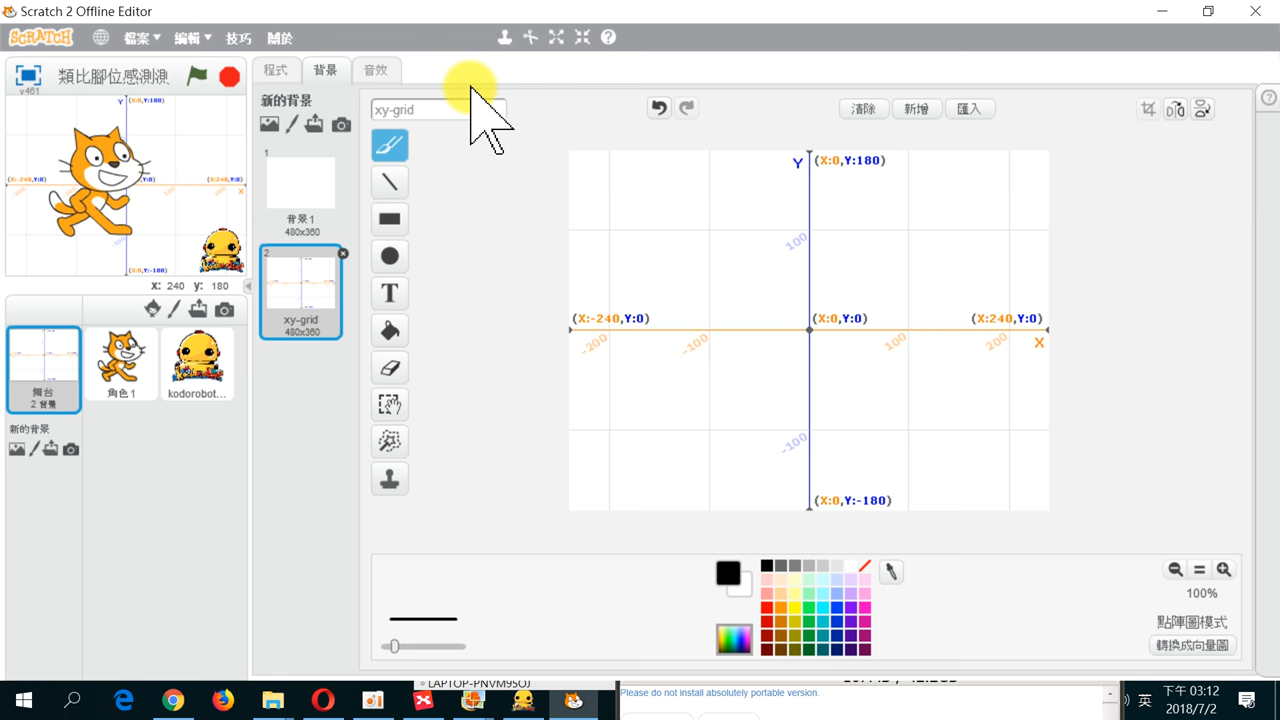 Scratch 2 Offline Editor
SCRATCH 檔案 編輯 技巧 關於
類比腳位感測測
v461
程式 背景 音效
新的背景
xy-grid
清除 新增 匯入
Y (X:0,Y:180)
(X:-240,Y:0) (X:0,Y:0) (X:240,Y:0)
X
(X:0,Y:-180)
x: 240 y: 180
1
背景1
480x360
2
xy-grid
480x360
舞台
2 背景
角色1
kodorobot...
新的背景
T
Y (X:0,Y:180)
100
(X:-240,Y:0) (X:0,Y:0) (X:240,Y:0)
-200 -100 100 200 X
-100
(X:0,Y:-180)
100%
點陣圖模式
轉換成向量圖
LAPTOP-PNVM95OJ
Please do not install absolutely portable version.
英
下午 03:12
2018/7/2